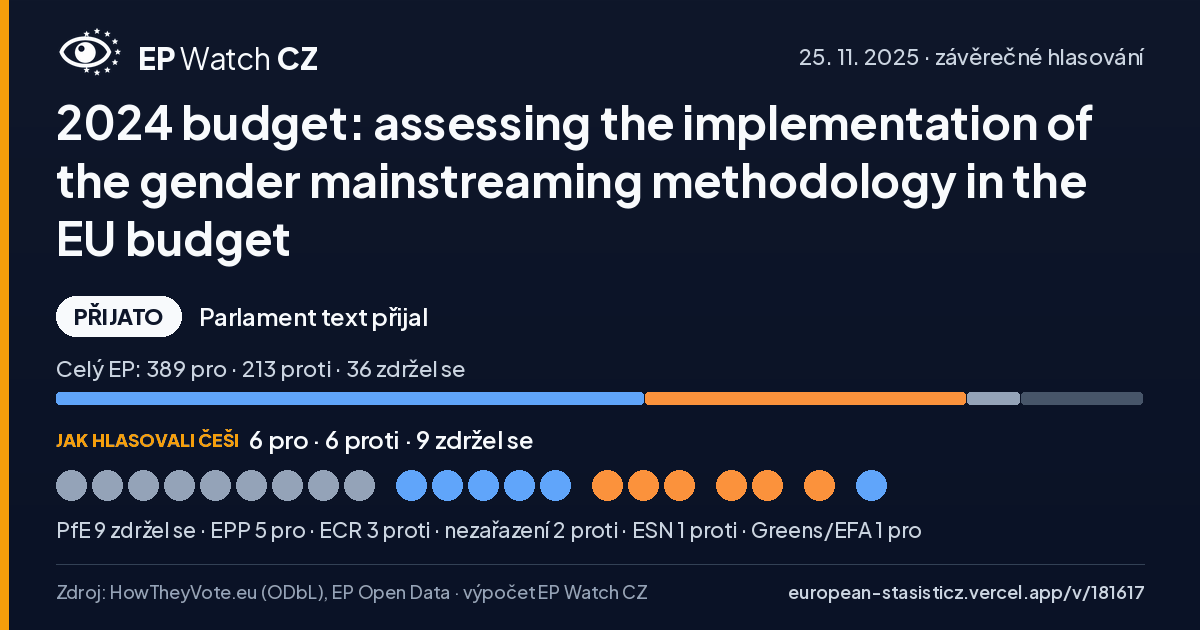 EP Watch CZ
25. 11. 2025 · závěrečné hlasování
2024 budget: assessing the implementation of
the gender mainstreaming methodology in the
EU budget
PŘIJATO Parlament text přijal
Celý EP: 389 pro · 213 proti · 36 zdržel se
JAK HLASOVALI ČEŠI 6 pro · 6 proti · 9 zdržel se
PfE 9 zdržel se · EPP 5 pro · ECR 3 proti · nezařazení 2 proti · ESN 1 proti · Greens/EFA 1 pro
Zdroj: HowTheyVote.eu (ODbL), EP Open Data · výpočet EP Watch CZ
european-stasisticz.vercel.app/v/181617